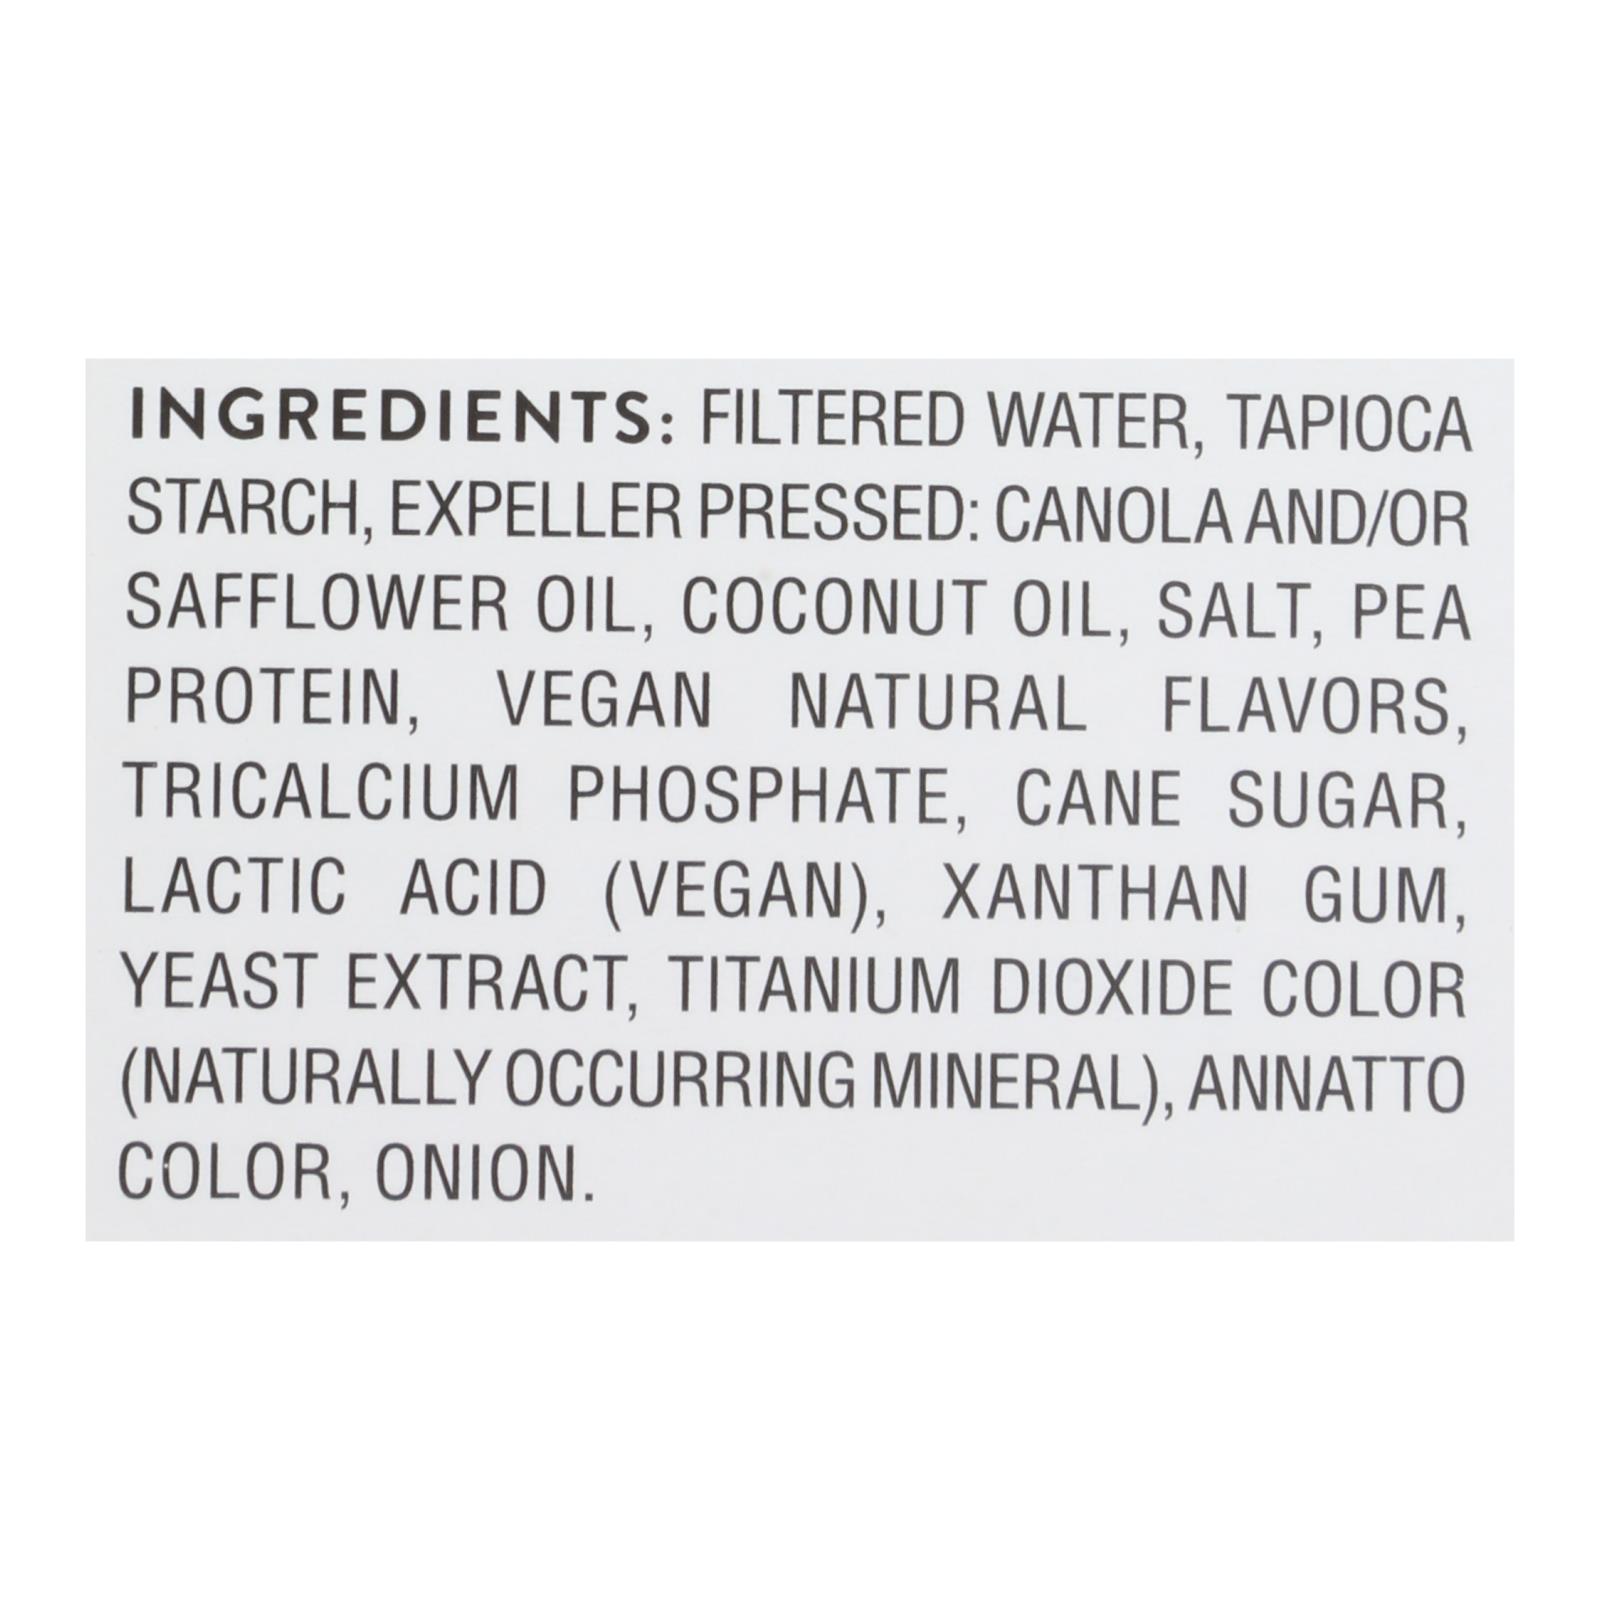 INGREDIENTS: FILTERED WATER, TAPIOCA
STARCH, EXPELLER PRESSED: CANOLA AND/OR
SAFFLOWER OIL, COCONUT OIL, SALT, PEA
PROTEIN, VEGAN NATURAL FLAVORS,
TRICALCIUM PHOSPHATE, CANE SUGAR,
LACTIC ACID (VEGAN), XANTHAN GUM,
YEAST EXTRACT, TITANIUM DIOXIDE COLOR
(NATURALLY OCCURRING MINERAL), ANNATTO
COLOR, ONION.